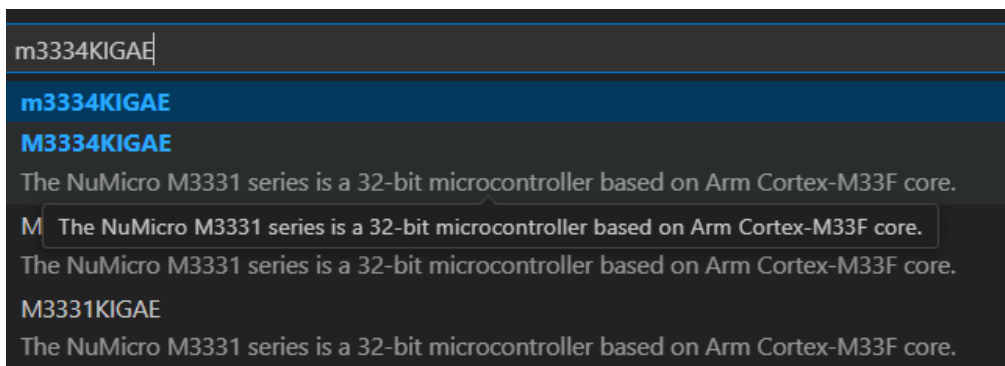 m3334KIGAE
m3334KIGAE
M3334KIGAE
The NuMicro M3331 series is a 32-bit microcontroller based on Arm Cortex-M33F core.
M
The NuMicro M3331 series is a 32-bit microcontroller based on Arm Cortex-M33F core.
The NuMicro M3331 series is a 32-bit microcontroller based on Arm Cortex-M33F core.
M3331KIGAE
The NuMicro M3331 series is a 32-bit microcontroller based on Arm Cortex-M33F core.